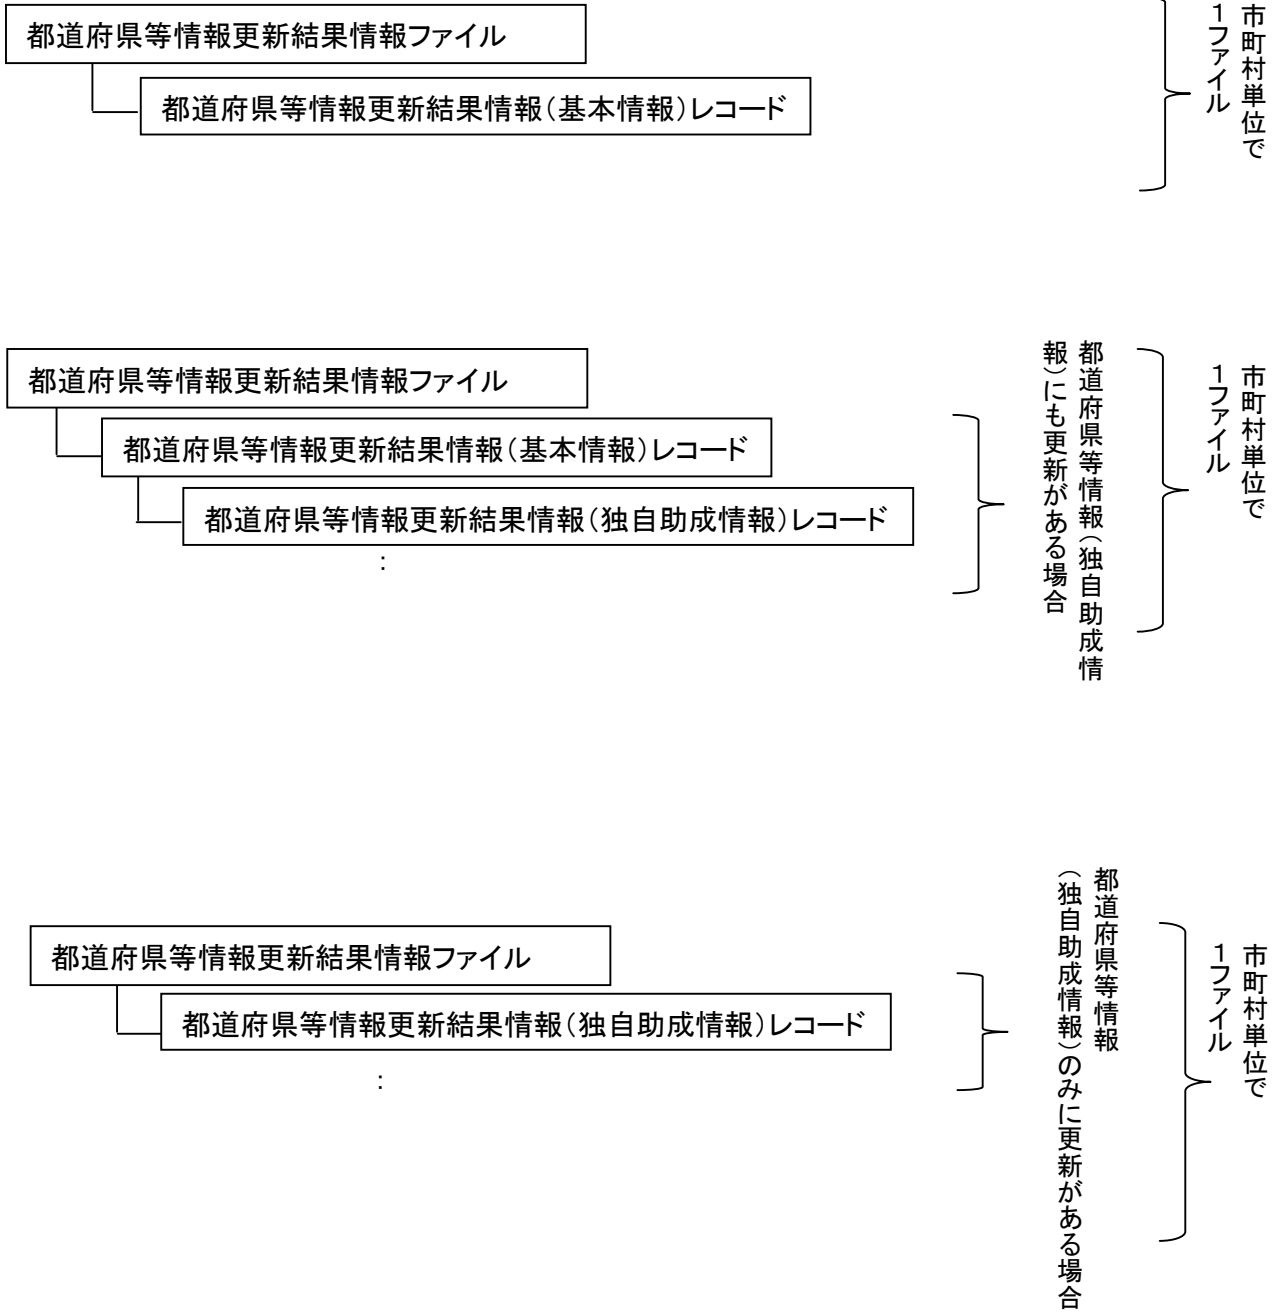 都道府県等情報更新結果情報ファイル
都道府県等情報更新結果情報（基本情報）レコード
市町村単位で
1ファイル
都道府県等情報更新結果情報ファイル
都道府県等情報更新結果情報（基本情報）レコード
都道府県等情報更新結果情報（独自助成情報）レコード
：
都道府県等情報（独自助成情
報）にも更新がある場合
市町村単位で
1ファイル
都道府県等情報更新結果情報ファイル
都道府県等情報更新結果情報（独自助成情報）レコード
：
都道府県等情報
（独自助成情報）のみに更新がある場合
市町村単位で
1ファイル